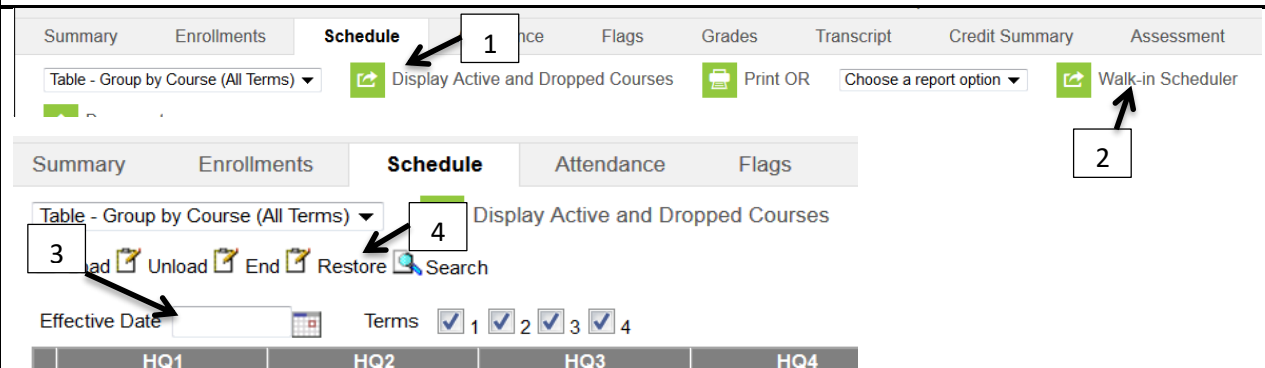 Summary Enrollments Schedule nce Flags Grades Transcript Credit Summary Assessment
1
Table - Group by Course (All Terms) Display Active and Dropped Courses Print OR Choose a report option Walk-in Scheduler
2
Summary Enrollments Schedule Attendance Flags
Table - Group by Course (All Terms) Display Active and Dropped Courses
4
3
ad Unload End Restore Search
Effective Date Terms 1 2 3 4
HQ1 HQ2 HQ3 HQ4